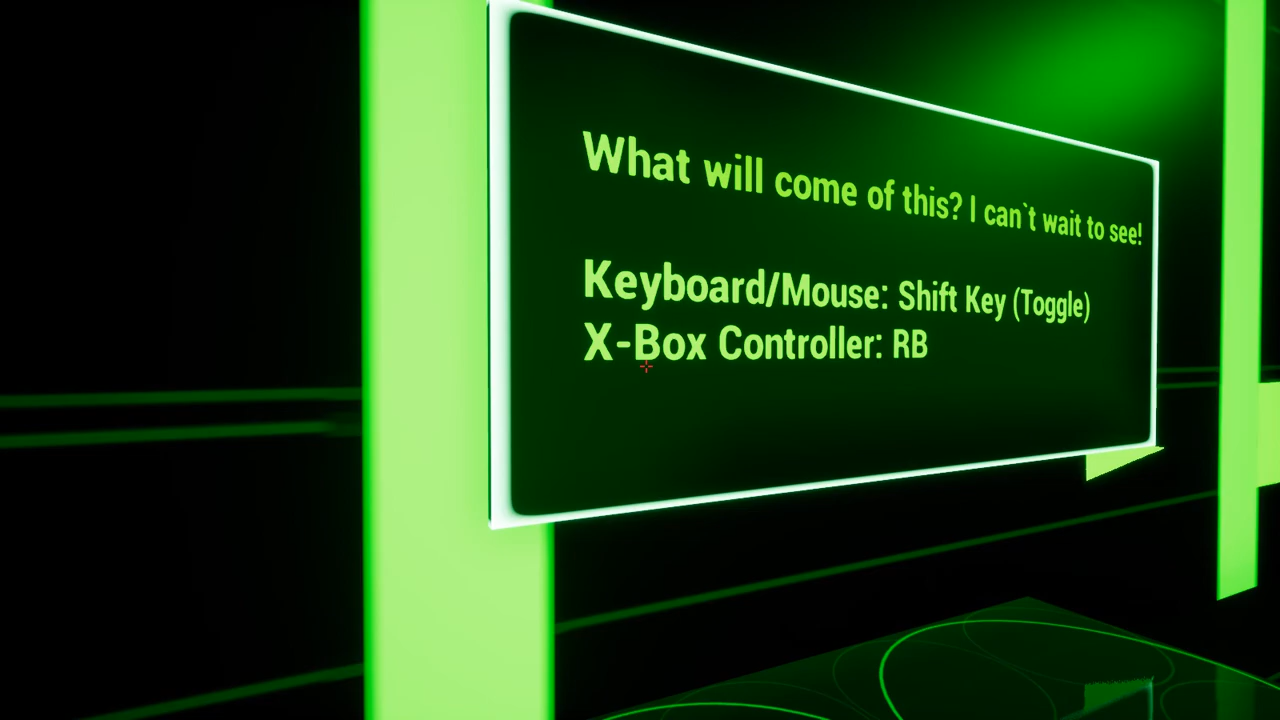 What will come of this? I can`t wait to see!
Keyboard/Mouse: Shift Key (Toggle)
X-Box Controller: RB